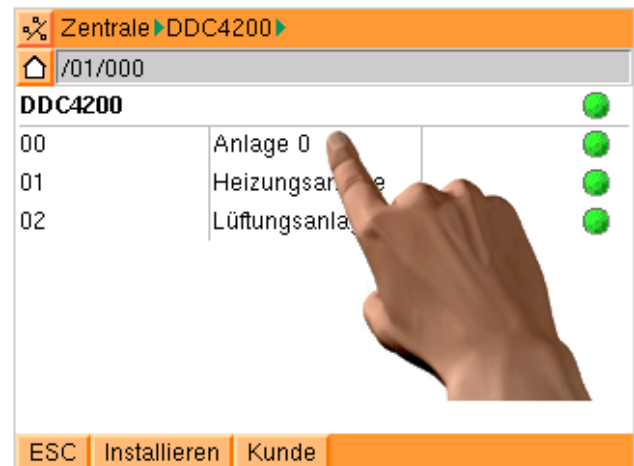 Zentrale DDC4200
/01/000
DDC4200
00 Anlage 0
01
02
ESC Installieren Kunde